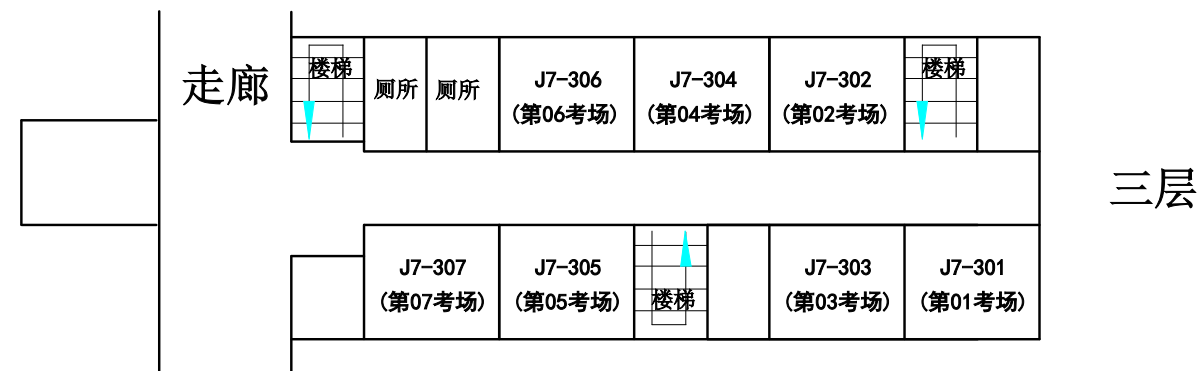 走廊
楼梯
厕所
厕所
J7-306
(第06考场)
J7-304
(第04考场)
J7-302
(第02考场)
楼梯
三层
J7-307
(第07考场)
J7-305
(第05考场)
楼梯
J7-303
(第03考场)
J7-301
(第01考场)